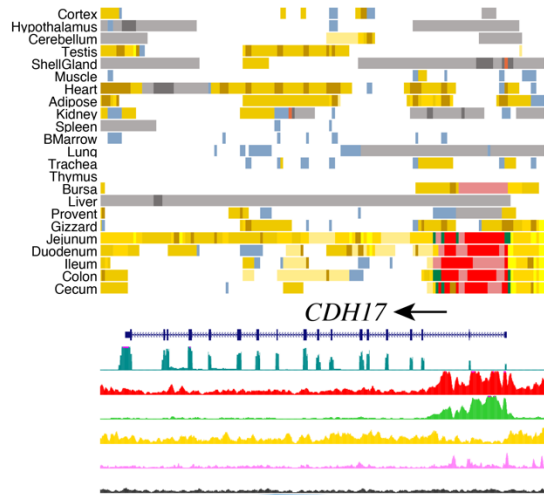 Cortex
Hypothalamus
Cerebellum
Testis
ShellGland
Muscle
Heart
Adipose
Kidney
Spleen
BMarrow
Lung
Trachea
Thymus
Bursa
Liver
Provent
Gizzard
Jejunum
Duodenum
Ileum
Colon
Cecum
CDH17